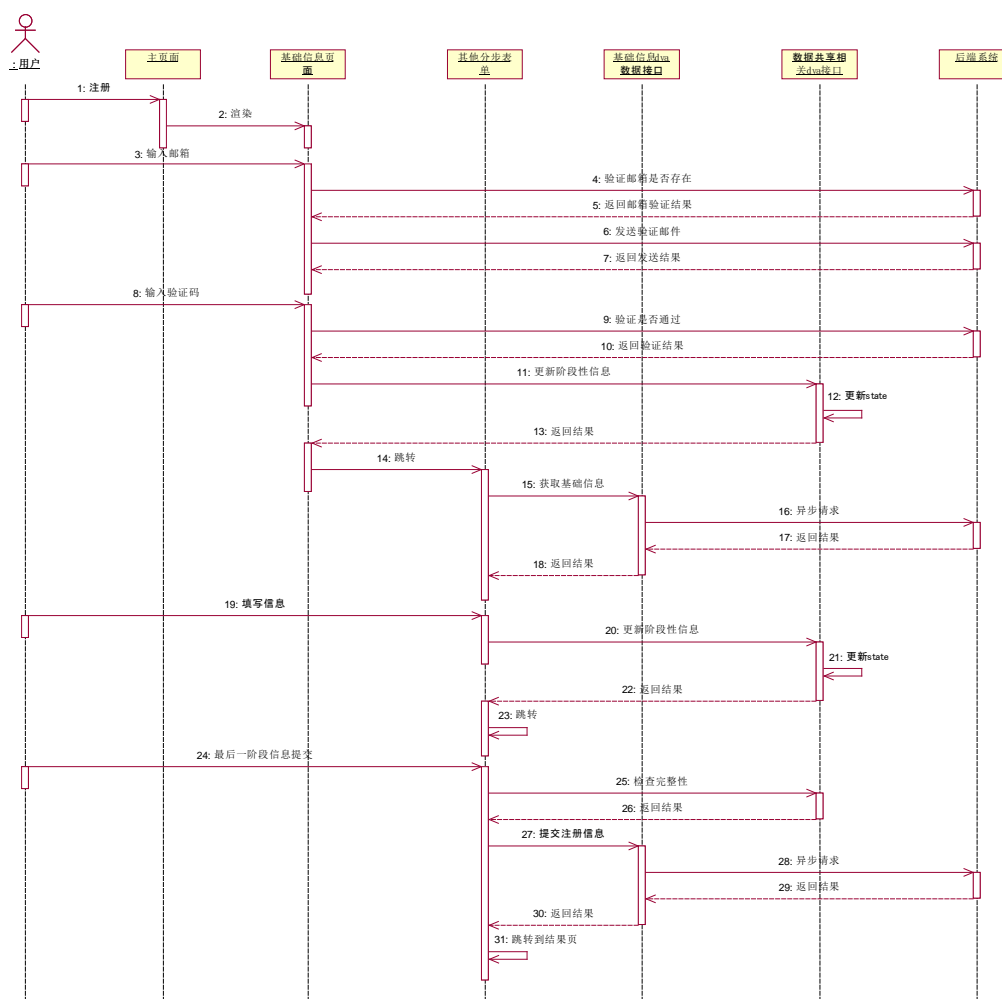 :用户
主页面
基础信息页
面
其他分步表
单
基础信息dva
数据接口
数据共享相
关dva接口
后端系统
1: 注册
2: 渲染
3: 输入邮箱
4: 验证邮箱是否存在
5: 返回邮箱验证结果
6: 发送验证邮件
7: 返回发送结果
8: 输入验证码
9: 验证是否通过
10: 返回验证结果
11: 更新阶段性信息
12: 更新state
13: 返回结果
14: 跳转
15: 获取基础信息
16: 异步请求
17: 返回结果
18: 返回结果
19: 填写信息
20: 更新阶段性信息
21: 更新state
22: 返回结果
23: 跳转
24: 最后一阶段信息提交
25: 检查完整性
26: 返回结果
27: 提交注册信息
28: 异步请求
29: 返回结果
30: 返回结果
31: 跳转到结果页